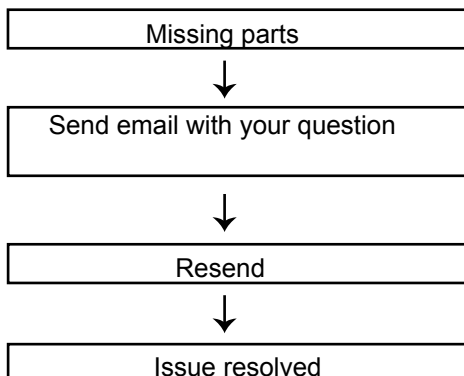 Missing parts
Send email with your question
Resend
Issue resolved